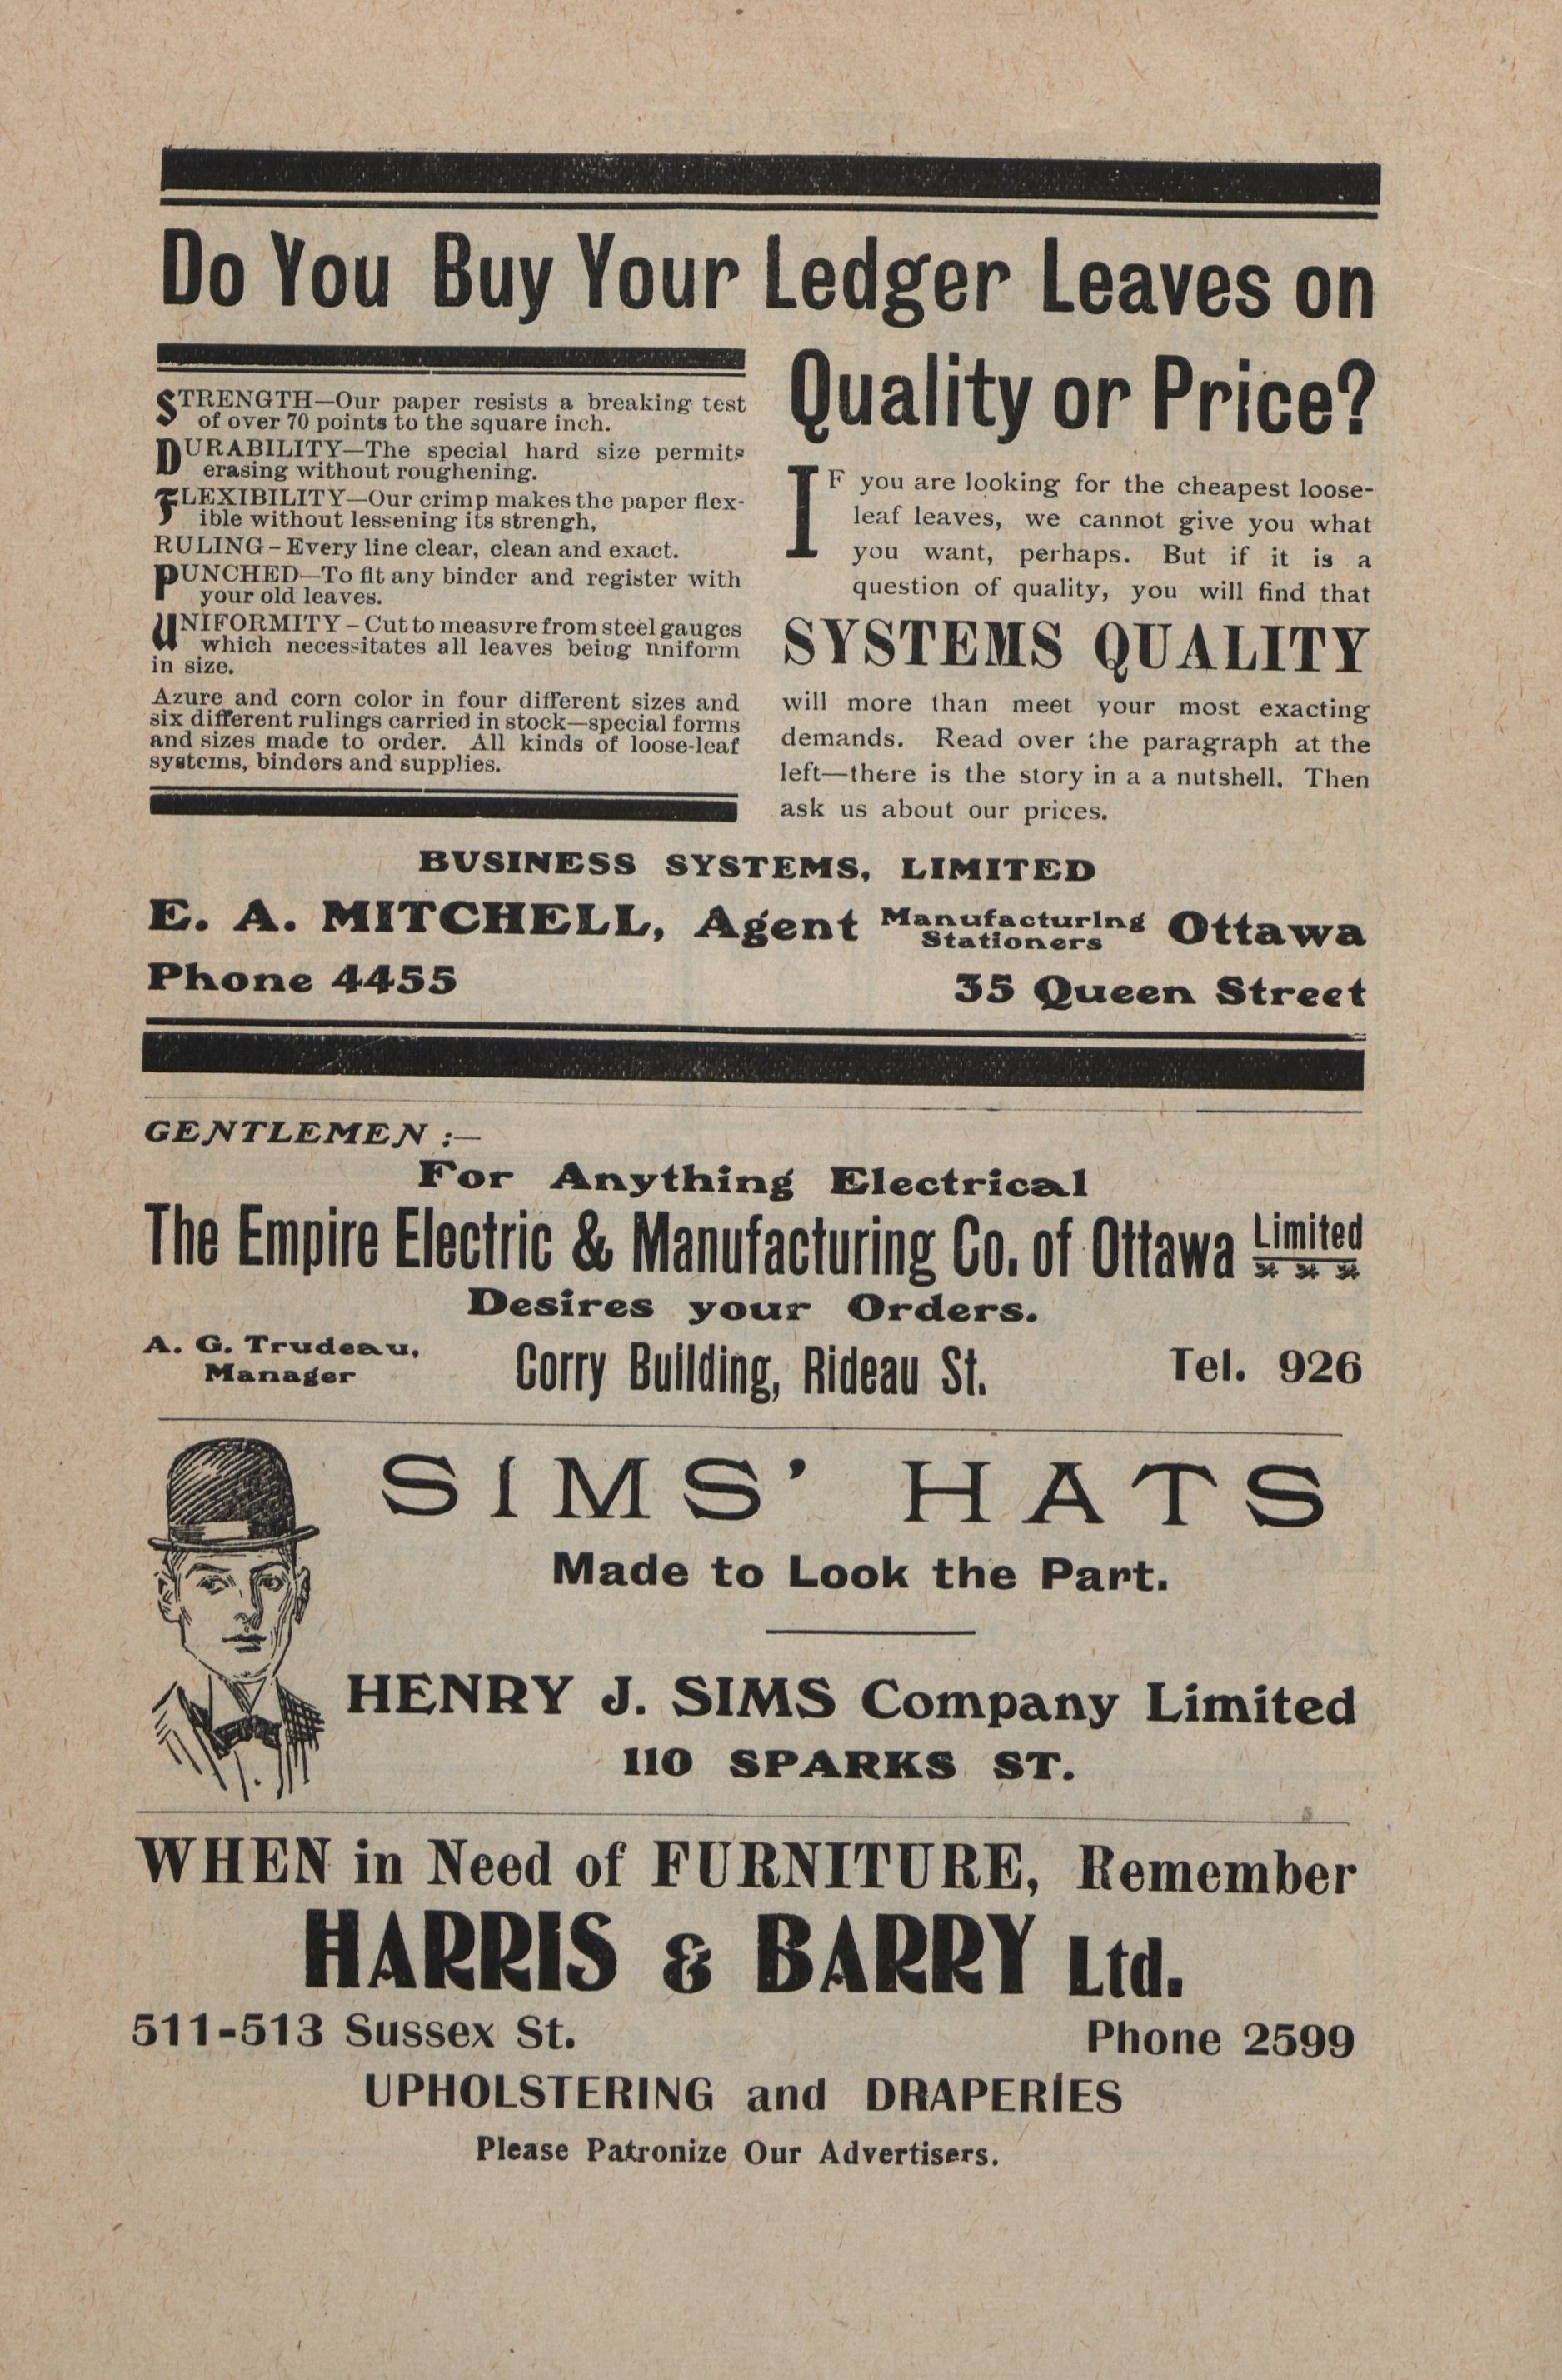 Do You Buy Your Ledger Leaves on
Quality or Price?
STRENGTH—Our paper resists a breaking test
of over 70 points to the square inch.
DURABILITY—The special hard size permits
erasing without roughening.
FLEXIBILITY—Our crimp makes the paper flex-
ible without lessening its strengh,
RULING–Every line clear, clean and exact.
PUNCHED—To fit any binder and register with
your old leaves.
UNIFORMITY–Cut to measure from steel gauges
which necessitates all leaves being nniform
in size.
Azure and corn color in four different sizes and
six different rulings carried in stock—special forms
and sizes made to order. All kinds of loose-leaf
systems, binders and supplies.
IF you are looking for the cheapest loose-
leaf leaves, we cannot give you what
you want, perhaps. But if it is a
question of quality, you will find that
SYSTEMS QUALITY
will more than meet your most exacting
demands. Read over the paragraph at the
left—there is the story in a a nutshell. Then
ask us about our prices.
BUSINESS SYSTEMS, LIMITED
E. A. MITCHELL, Agent Manufacturing Stationers Ottawa
Phone 4455 35 Queen Street
GENTLEMEN :—
For Anything Electrical
The Empire Electric & Manufacturing Co. of Ottawa Limited
Desires your Orders.
A. G. Trudeau,
Manager
Corry Building, Rideau St.
Tel. 926
SIMS' HATS
Made to Look the Part.
HENRY J. SIMS Company Limited
110 SPARKS ST.
WHEN in Need of FURNITURE, Remember
HARRIS & BARRY Ltd.
511-513 Sussex St. Phone 2599
UPHOLSTERING and DRAPERIES
Please Patronize Our Advertisers.